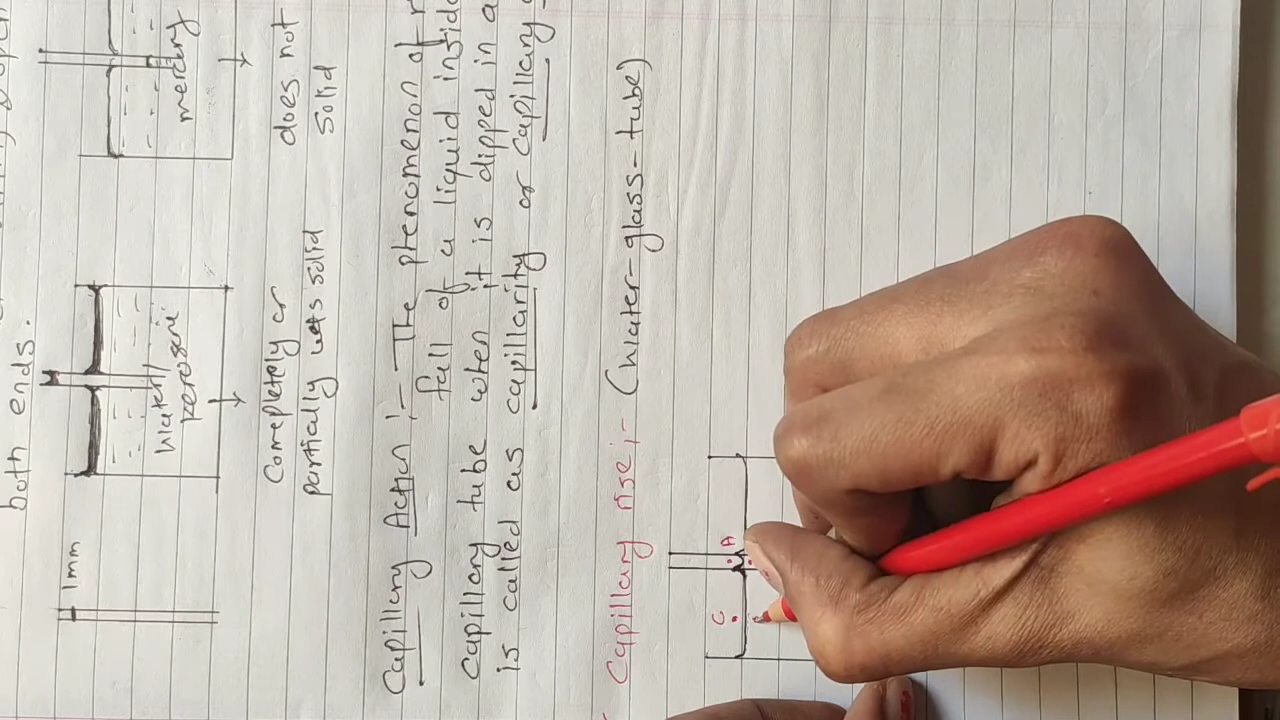 both ends.
1mm
water/
kerosine
mercury
Completely or
partially wets solid
does not
solid
Capillary Action :- The phenomenon of
fall of a liquid inside
capillary tube when it is dipped in a
is called as capillarity or capillary
Capillary rise :- (Water-glass-tube)
C
A